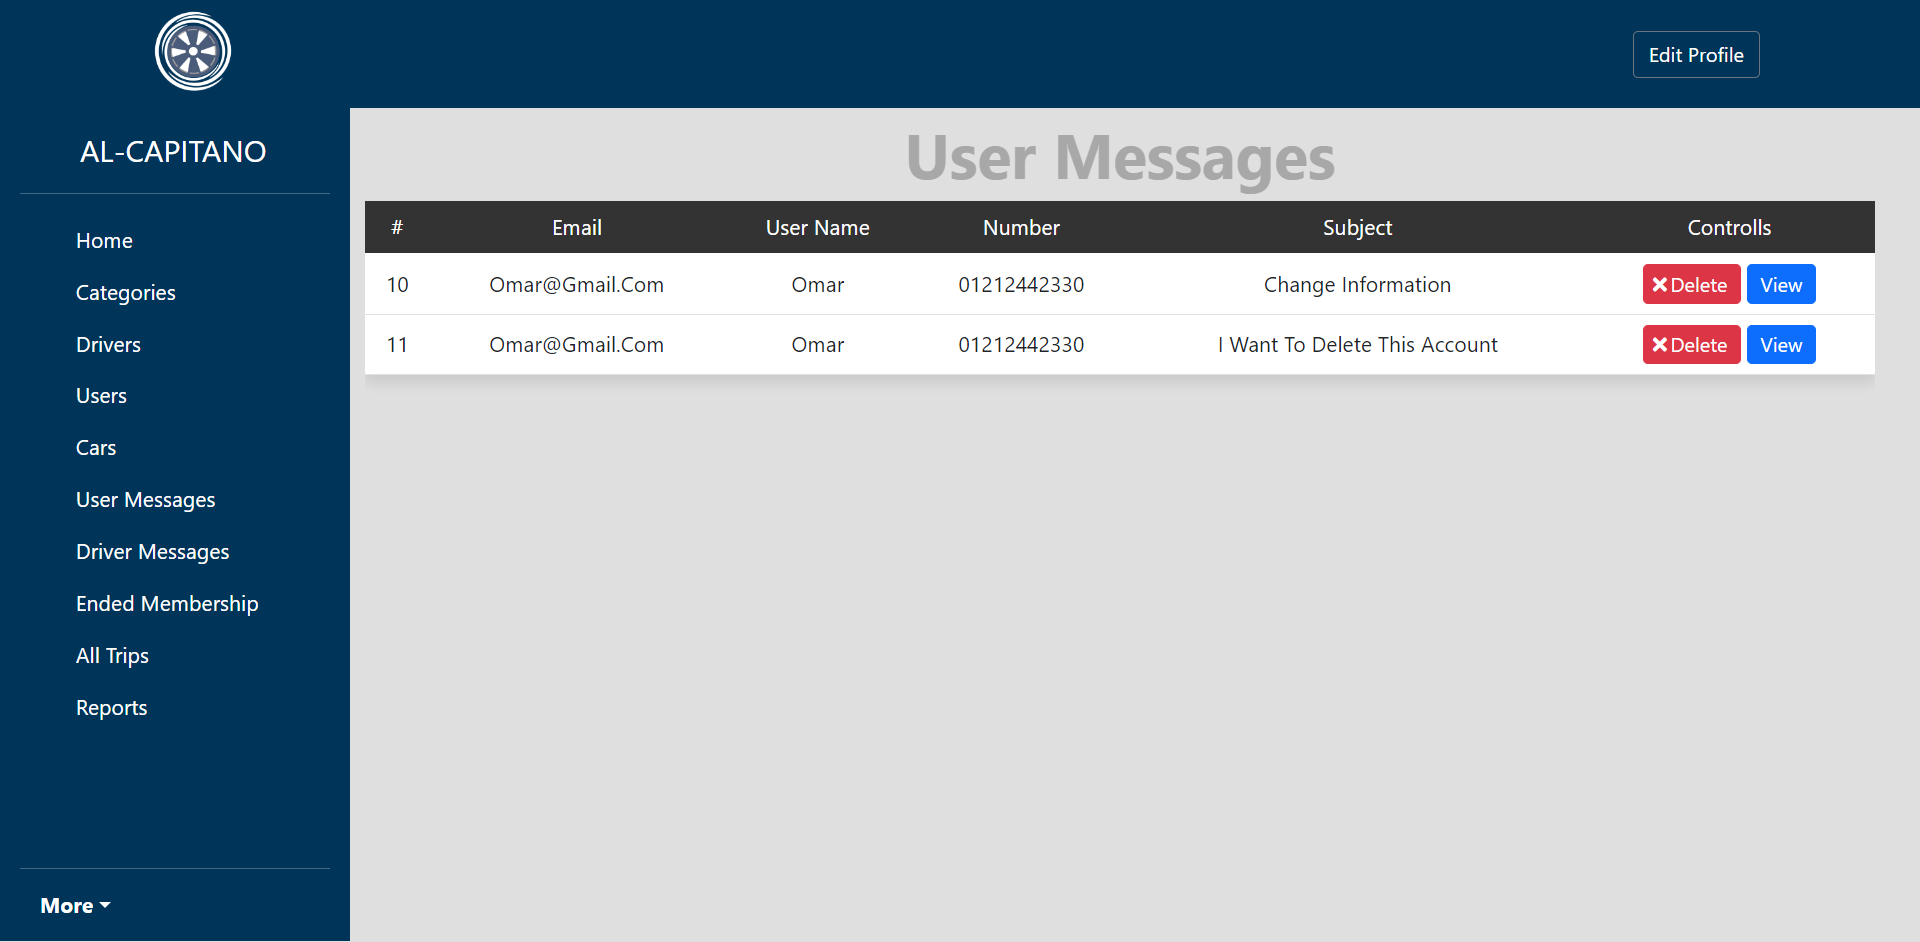 Edit Profile
AL-CAPITANO
Home
Categories
Drivers
Users
Cars
User Messages
Driver Messages
Ended Membership
All Trips
Reports
More
User Messages
# Email User Name Number Subject Controlls
10 Omar@Gmail.Com Omar 01212442330 Change Information Delete View
11 Omar@Gmail.Com Omar 01212442330 I Want To Delete This Account Delete View